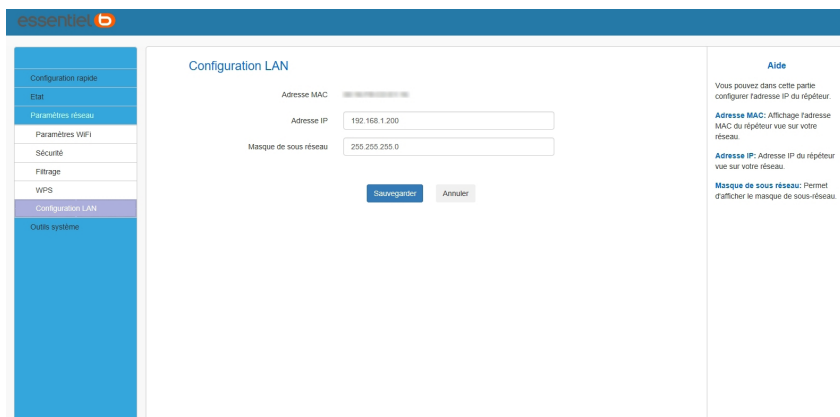 essentiel b
Configuration rapide
Etat
Paramètres réseau
Paramètres WiFi
Sécurité
Filtrage
WPS
Configuration LAN
Outils système
Configuration LAN
Adresse MAC
Adresse IP 192.168.1.200
Masque de sous réseau 255.255.255.0
Sauvegarder Annuler
Aide
Vous pouvez dans cette partie
configurer l'adresse IP du répéteur.
Adresse MAC: Affichage l'adresse
MAC du répéteur vue sur votre
réseau.
Adresse IP: Adresse IP du répéteur
vue sur votre réseau.
Masque de sous réseau: Permet
d'afficher le masque de sous-réseau.